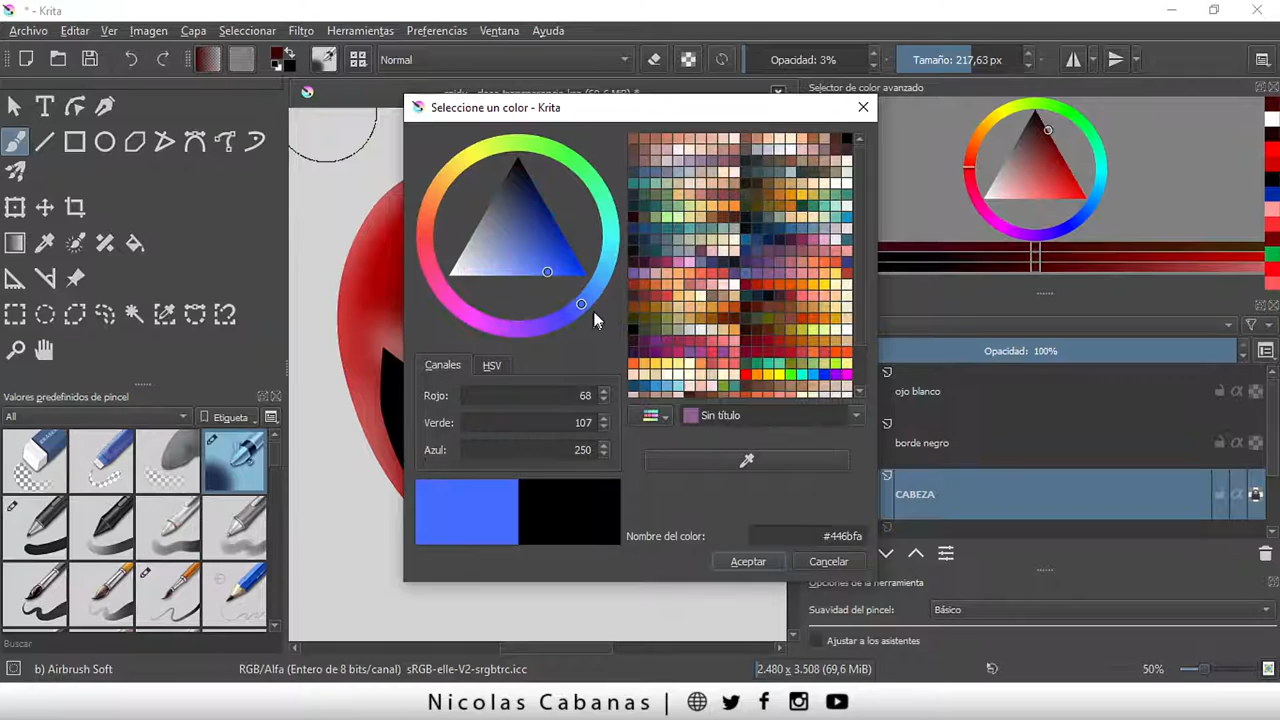 * - Krita
Archivo Editar Ver Imagen Capa Seleccionar Filtro Herramientas Preferencias Ventana Ayuda
Normal
Opacidad: 3%
Tamaño: 217,63 px
Selector de color avanzado
Seleccione un color - Krita
Canales
HSV
Rojo: 68
Verde: 107
Azul: 250
Sin título
Nombre del color: #446bfa
Aceptar
Cancelar
Opacidad: 100%
ojo blanco
borde negro
CABEZA
Opciones de la herramienta
Suavidad del pincel: Básico
Ajustar a los asistentes
Valores predefinidos de pincel
All
Etiqueta
Buscar
b) Airbrush Soft
RGB/Alfa (Entero de 8 bits/canal) sRGB-elle-V2-srgbtrc.icc
2.480 x 3.508 (69,6 MiB)
50%
Nicolas Cabanas |